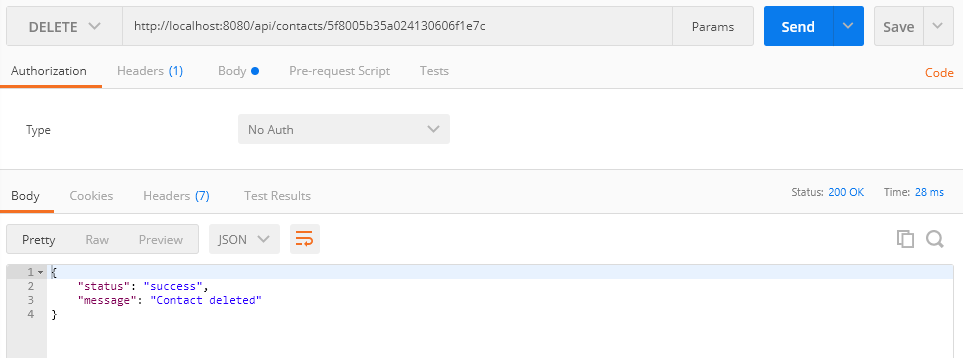 DELETE http://localhost:8080/api/contacts/5f8005b35a024130606f1e7c Params Send Save
Authorization Headers (1) Body Pre-request Script Tests Code
Type No Auth
Body Cookies Headers (7) Test Results Status: 200 OK Time: 28 ms
Pretty Raw Preview JSON
1 {
2 "status": "success",
3 "message": "Contact deleted"
4 }